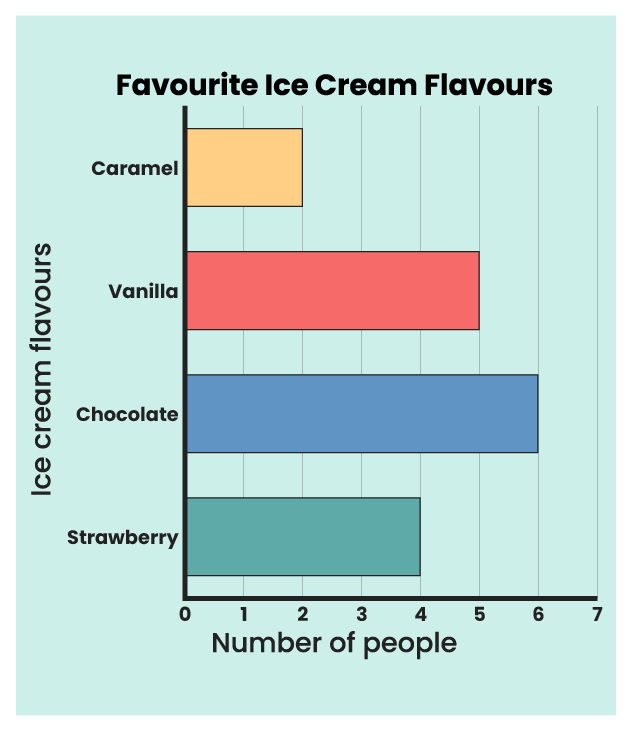 Favourite Ice Cream Flavours
Ice cream flavours
Caramel
Vanilla
Chocolate
Strawberry
0 1 2 3 4 5 6 7
Number of people